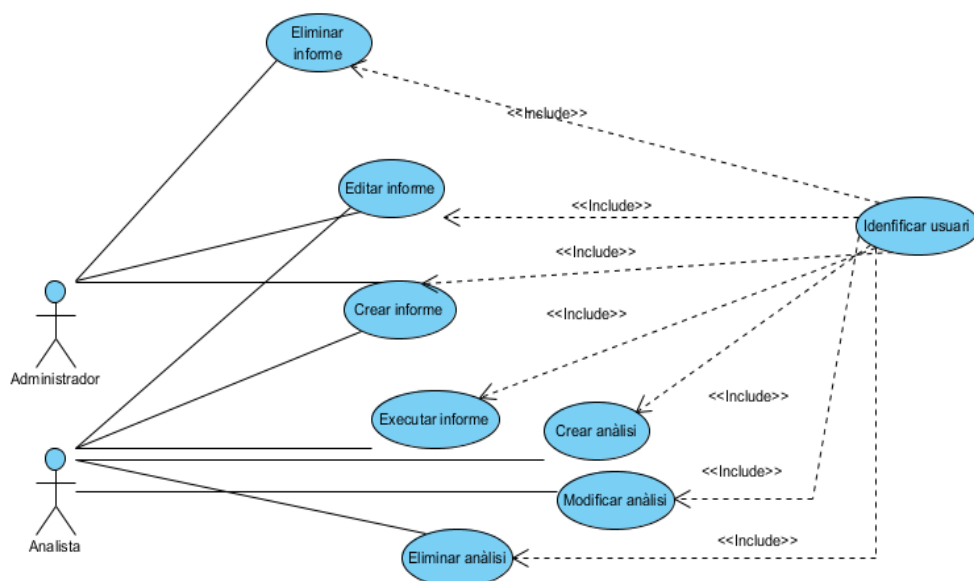 Eliminar
informe
<<Include>>
Editar informe
<<Include>>
Idenfificar usuari
<<Include>>
Crear informe
<<Include>>
Administrador
Executar informe
Crear anàlisi
<<Include>>
<<Include>>
Modificar anàlisi
<<Include>>
Analista
Eliminar anàlisi